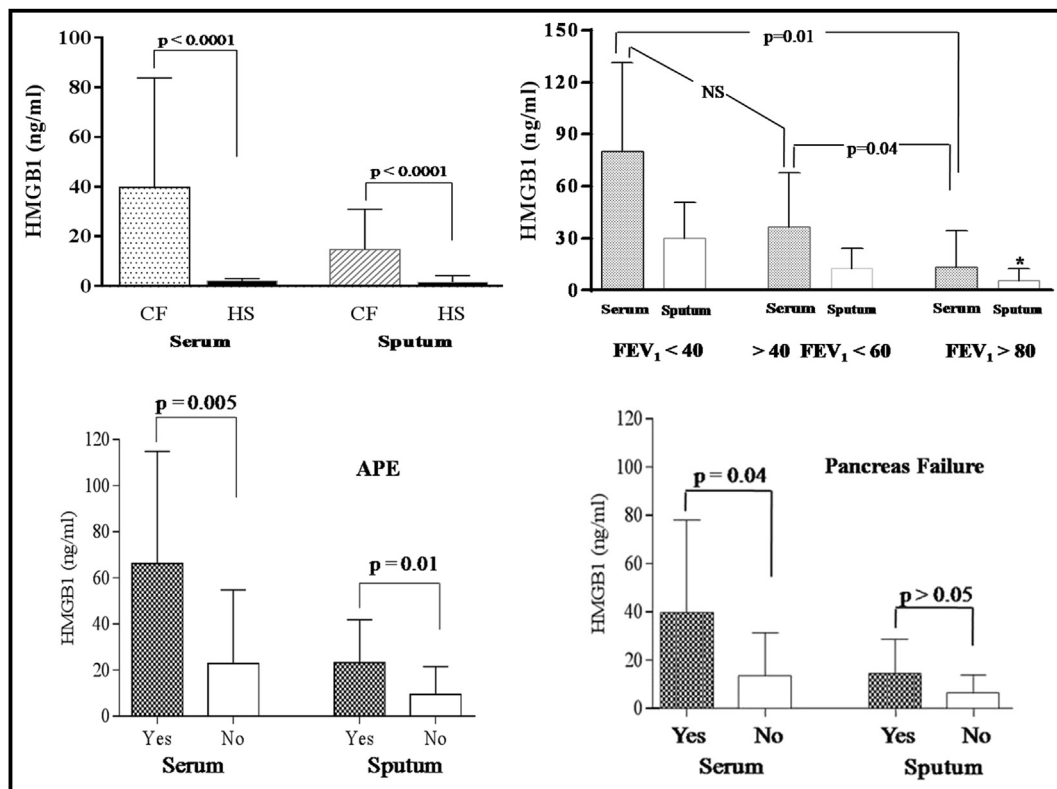 p < 0.0001
p < 0.0001
100
80
60
40
20
0
HMGB1 (ng/ml)
CF HS CF HS
Serum Sputum
p=0.01
NS
p=0.04
150
120
90
60
30
0
HMGB1 (ng/ml)
*
Serum Sputum Serum Sputum Serum Sputum
FEV1 < 40 > 40 FEV1 < 60 FEV1 > 80
p = 0.005
APE
p = 0.01
120
100
80
60
40
20
0
HMGB1 (ng/ml)
Yes No Yes No
Serum Sputum
Pancreas Failure
p = 0.04
p > 0.05
120
100
80
60
40
20
0
HMGB1 (ng/ml)
Yes No Yes No
Serum Sputum